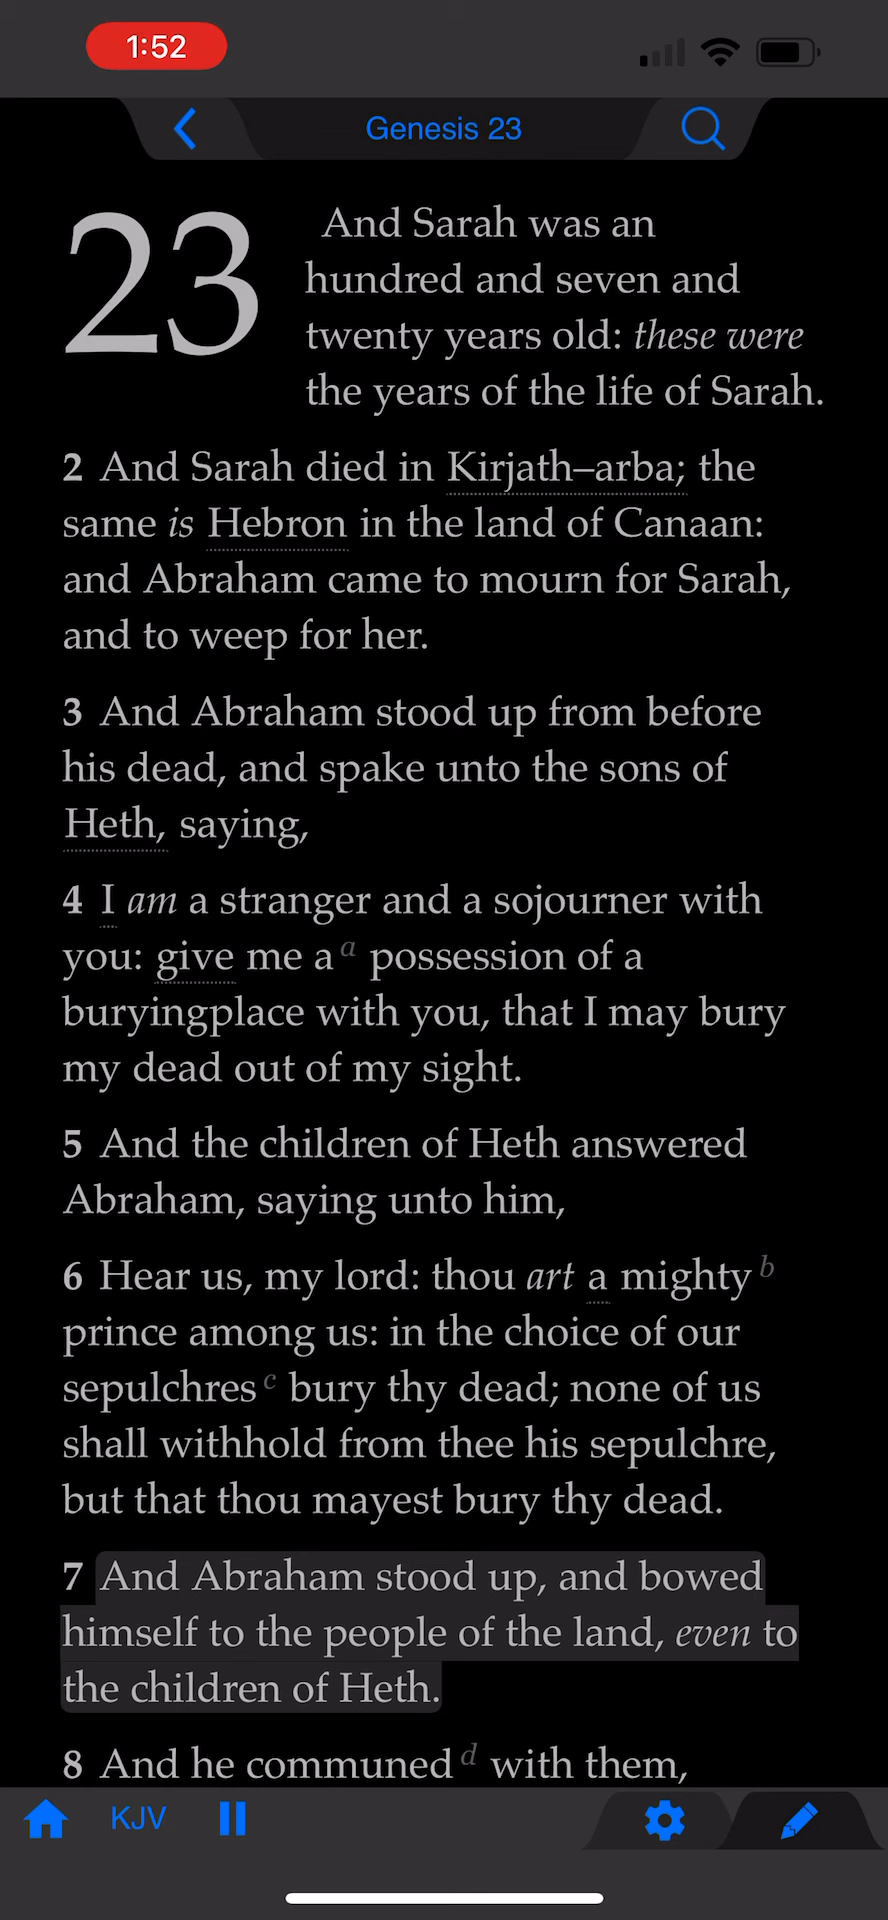 1:52
Genesis 23
23 And Sarah was an
hundred and seven and
twenty years old: these were
the years of the life of Sarah.
2 And Sarah died in Kirjath–arba; the
same is Hebron in the land of Canaan:
and Abraham came to mourn for Sarah,
and to weep for her.
3 And Abraham stood up from before
his dead, and spake unto the sons of
Heth, saying,
4 I am a stranger and a sojourner with
you: give me a a possession of a
buryingplace with you, that I may bury
my dead out of my sight.
5 And the children of Heth answered
Abraham, saying unto him,
6 Hear us, my lord: thou art a mighty b
prince among us: in the choice of our
sepulchres c bury thy dead; none of us
shall withhold from thee his sepulchre,
but that thou mayest bury thy dead.
7 And Abraham stood up, and bowed
himself to the people of the land, even to
the children of Heth.
8 And he communed d with them,
KJV